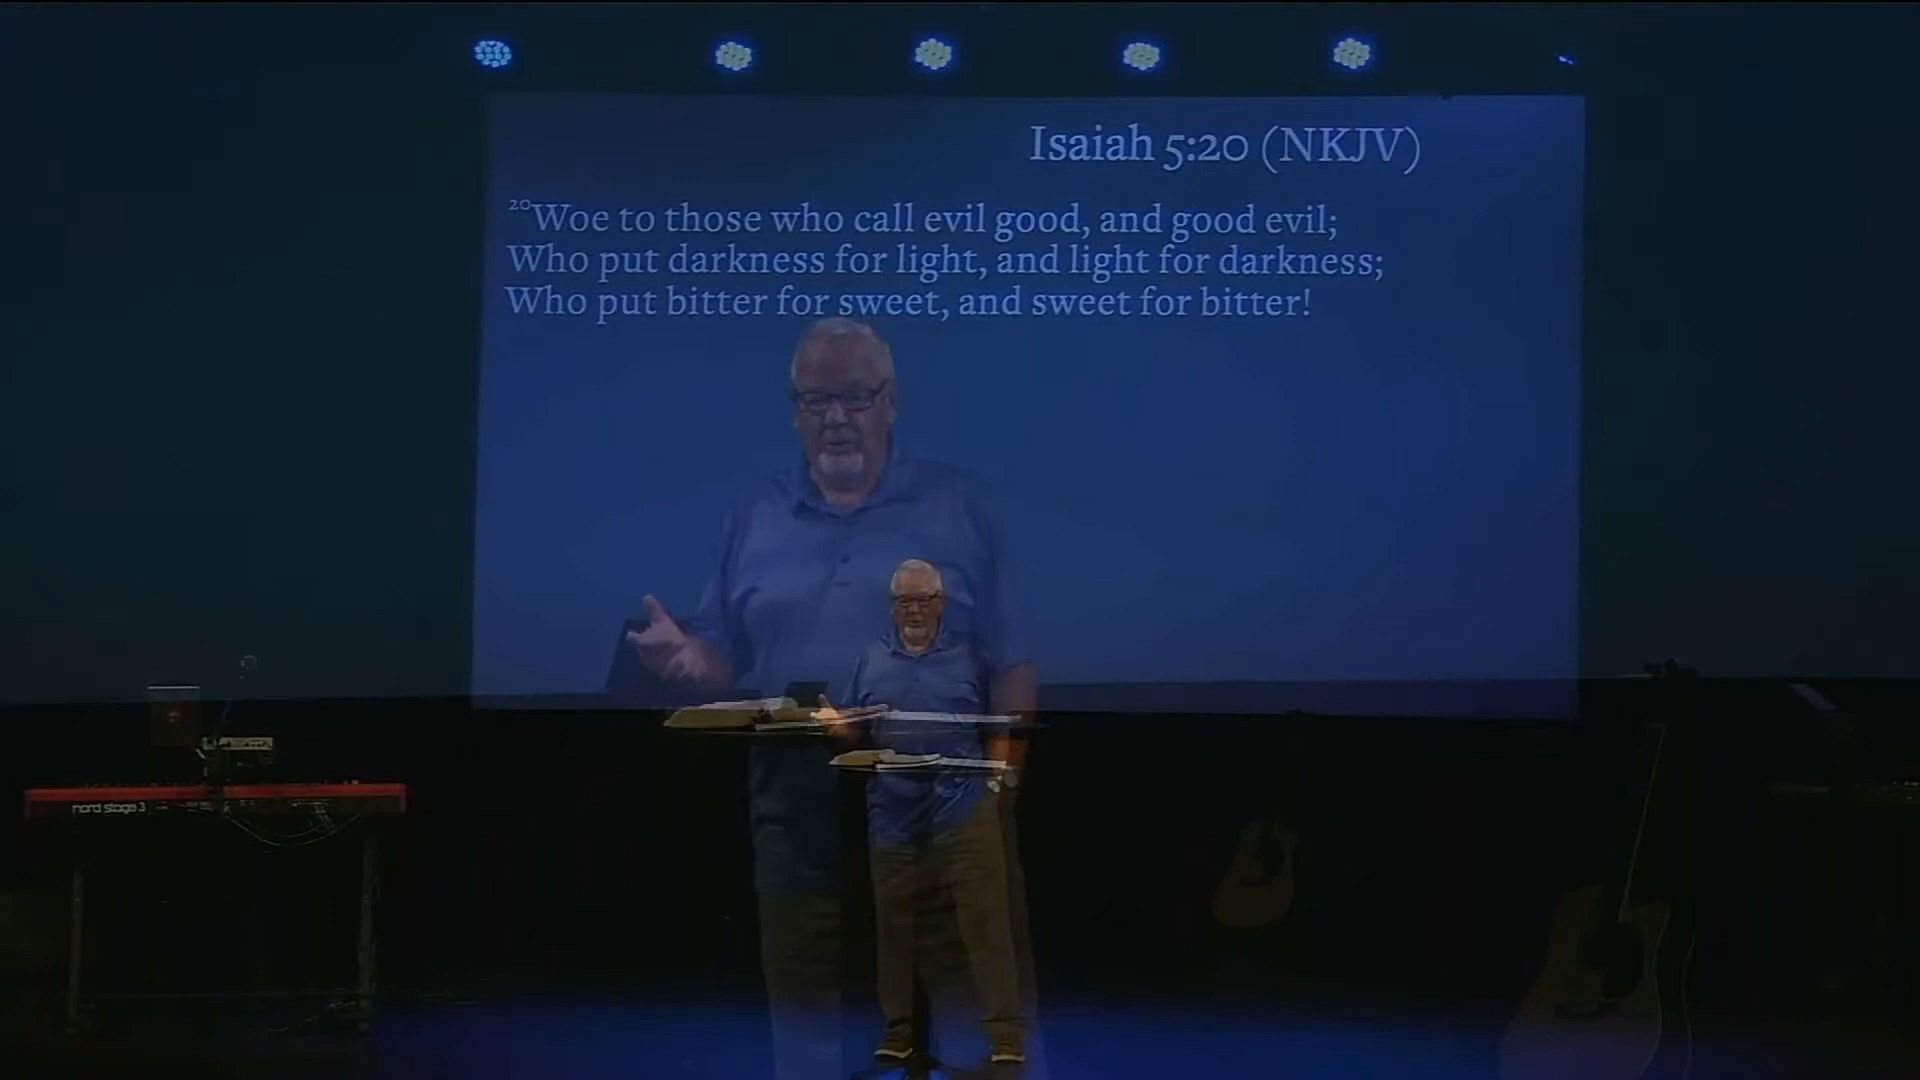 Isaiah 5:20 (NKJV)
20Woe to those who call evil good, and good evil;
Who put darkness for light, and light for darkness;
Who put bitter for sweet, and sweet for bitter!
nord stage 3